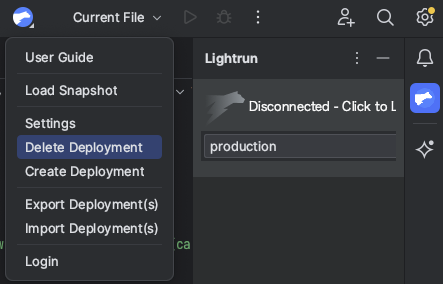 Current File
User Guide
Load Snapshot
Settings
Delete Deployment
Create Deployment
Export Deployment(s)
Import Deployment(s)
Login
Lightrun
Disconnected - Click to L
production